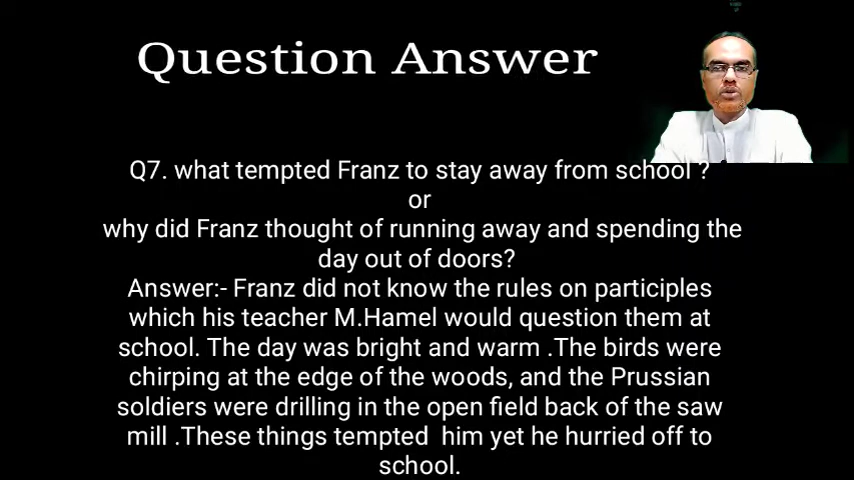 Question Answer
Q7. what tempted Franz to stay away from school ?
or
why did Franz thought of running away and spending the
day out of doors?
Answer:- Franz did not know the rules on participles
which his teacher M.Hamel would question them at
school. The day was bright and warm .The birds were
chirping at the edge of the woods, and the Prussian
soldiers were drilling in the open field back of the saw
mill .These things tempted  him yet he hurried off to
school.